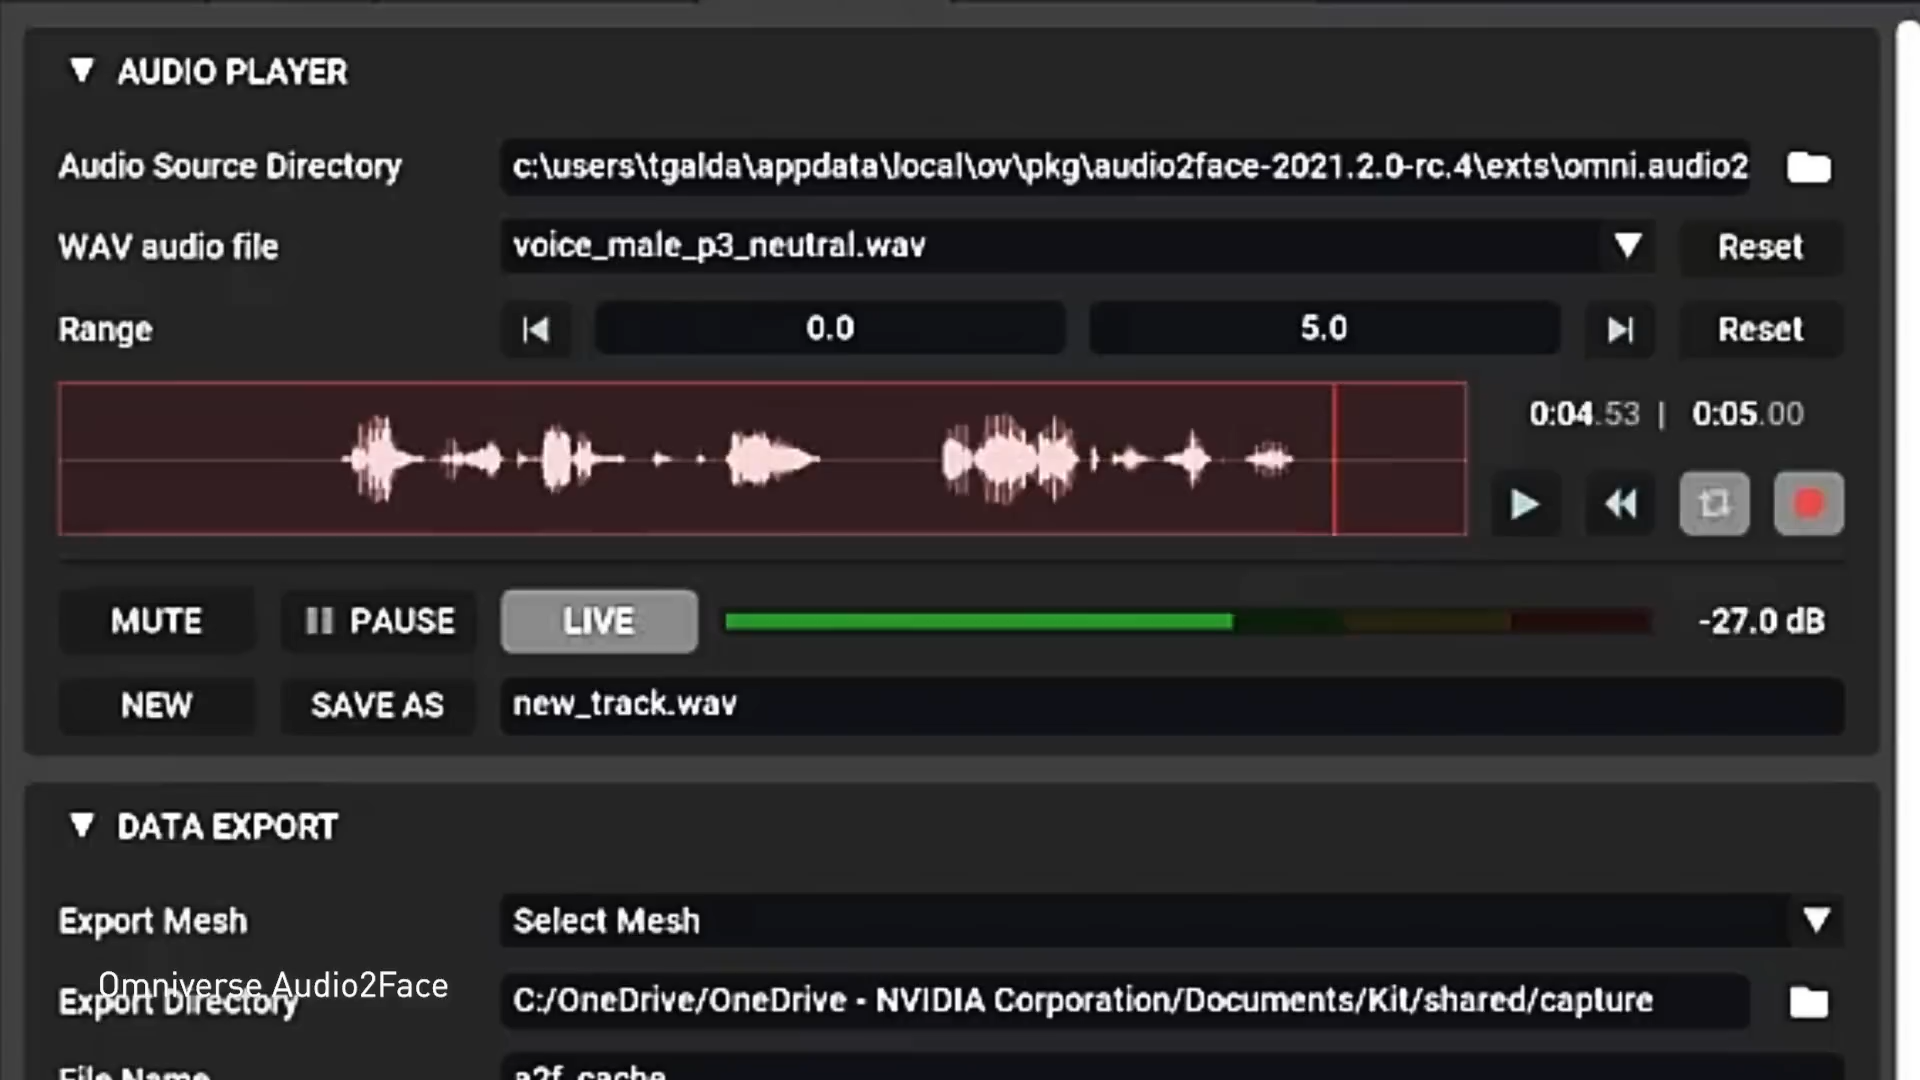 AUDIO PLAYER
Audio Source Directory c:\users\tgalda\appdata\local\ov\pkg\audio2face-2021.2.0-rc.4\exts\omni.audio2
WAV audio file voice_male_p3_neutral.wav Reset
Range 0.0 5.0 Reset
0:04.53 | 0:05.00
MUTE PAUSE LIVE -27.0 dB
NEW SAVE AS new_track.wav
DATA EXPORT
Export Mesh Select Mesh
Omniverse Audio2Face
Export Directory C:/OneDrive/OneDrive - NVIDIA Corporation/Documents/Kit/shared/capture
File Name a2f_cache